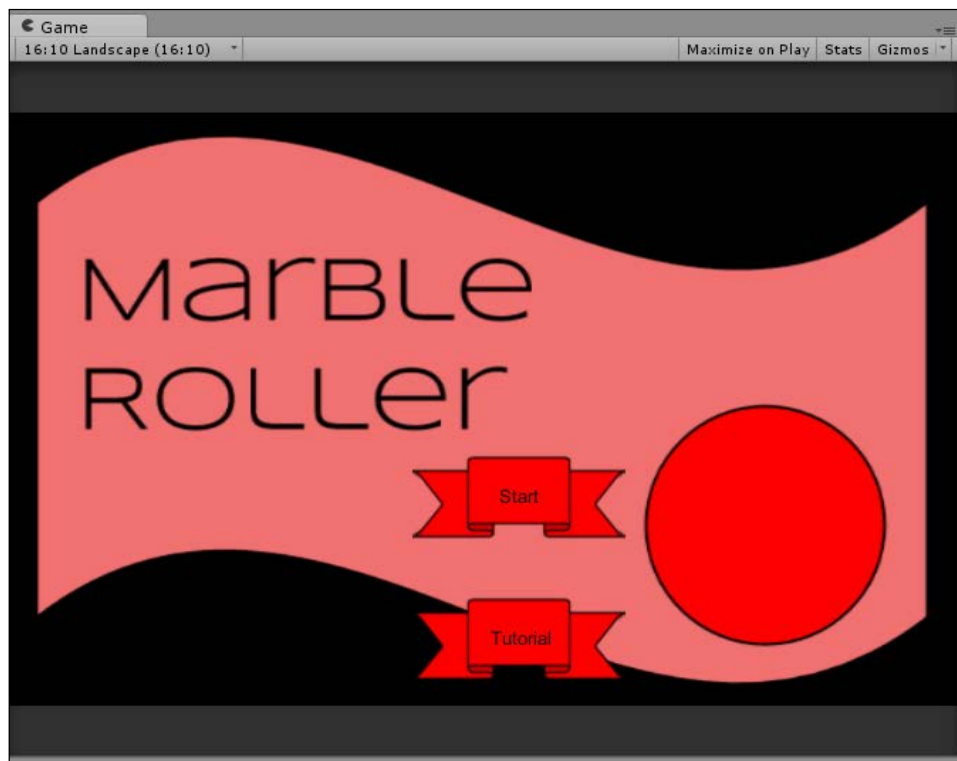 Game
16:10 Landscape (16:10) Maximize on Play Stats Gizmos
Marble
Roller
Start
Tutorial